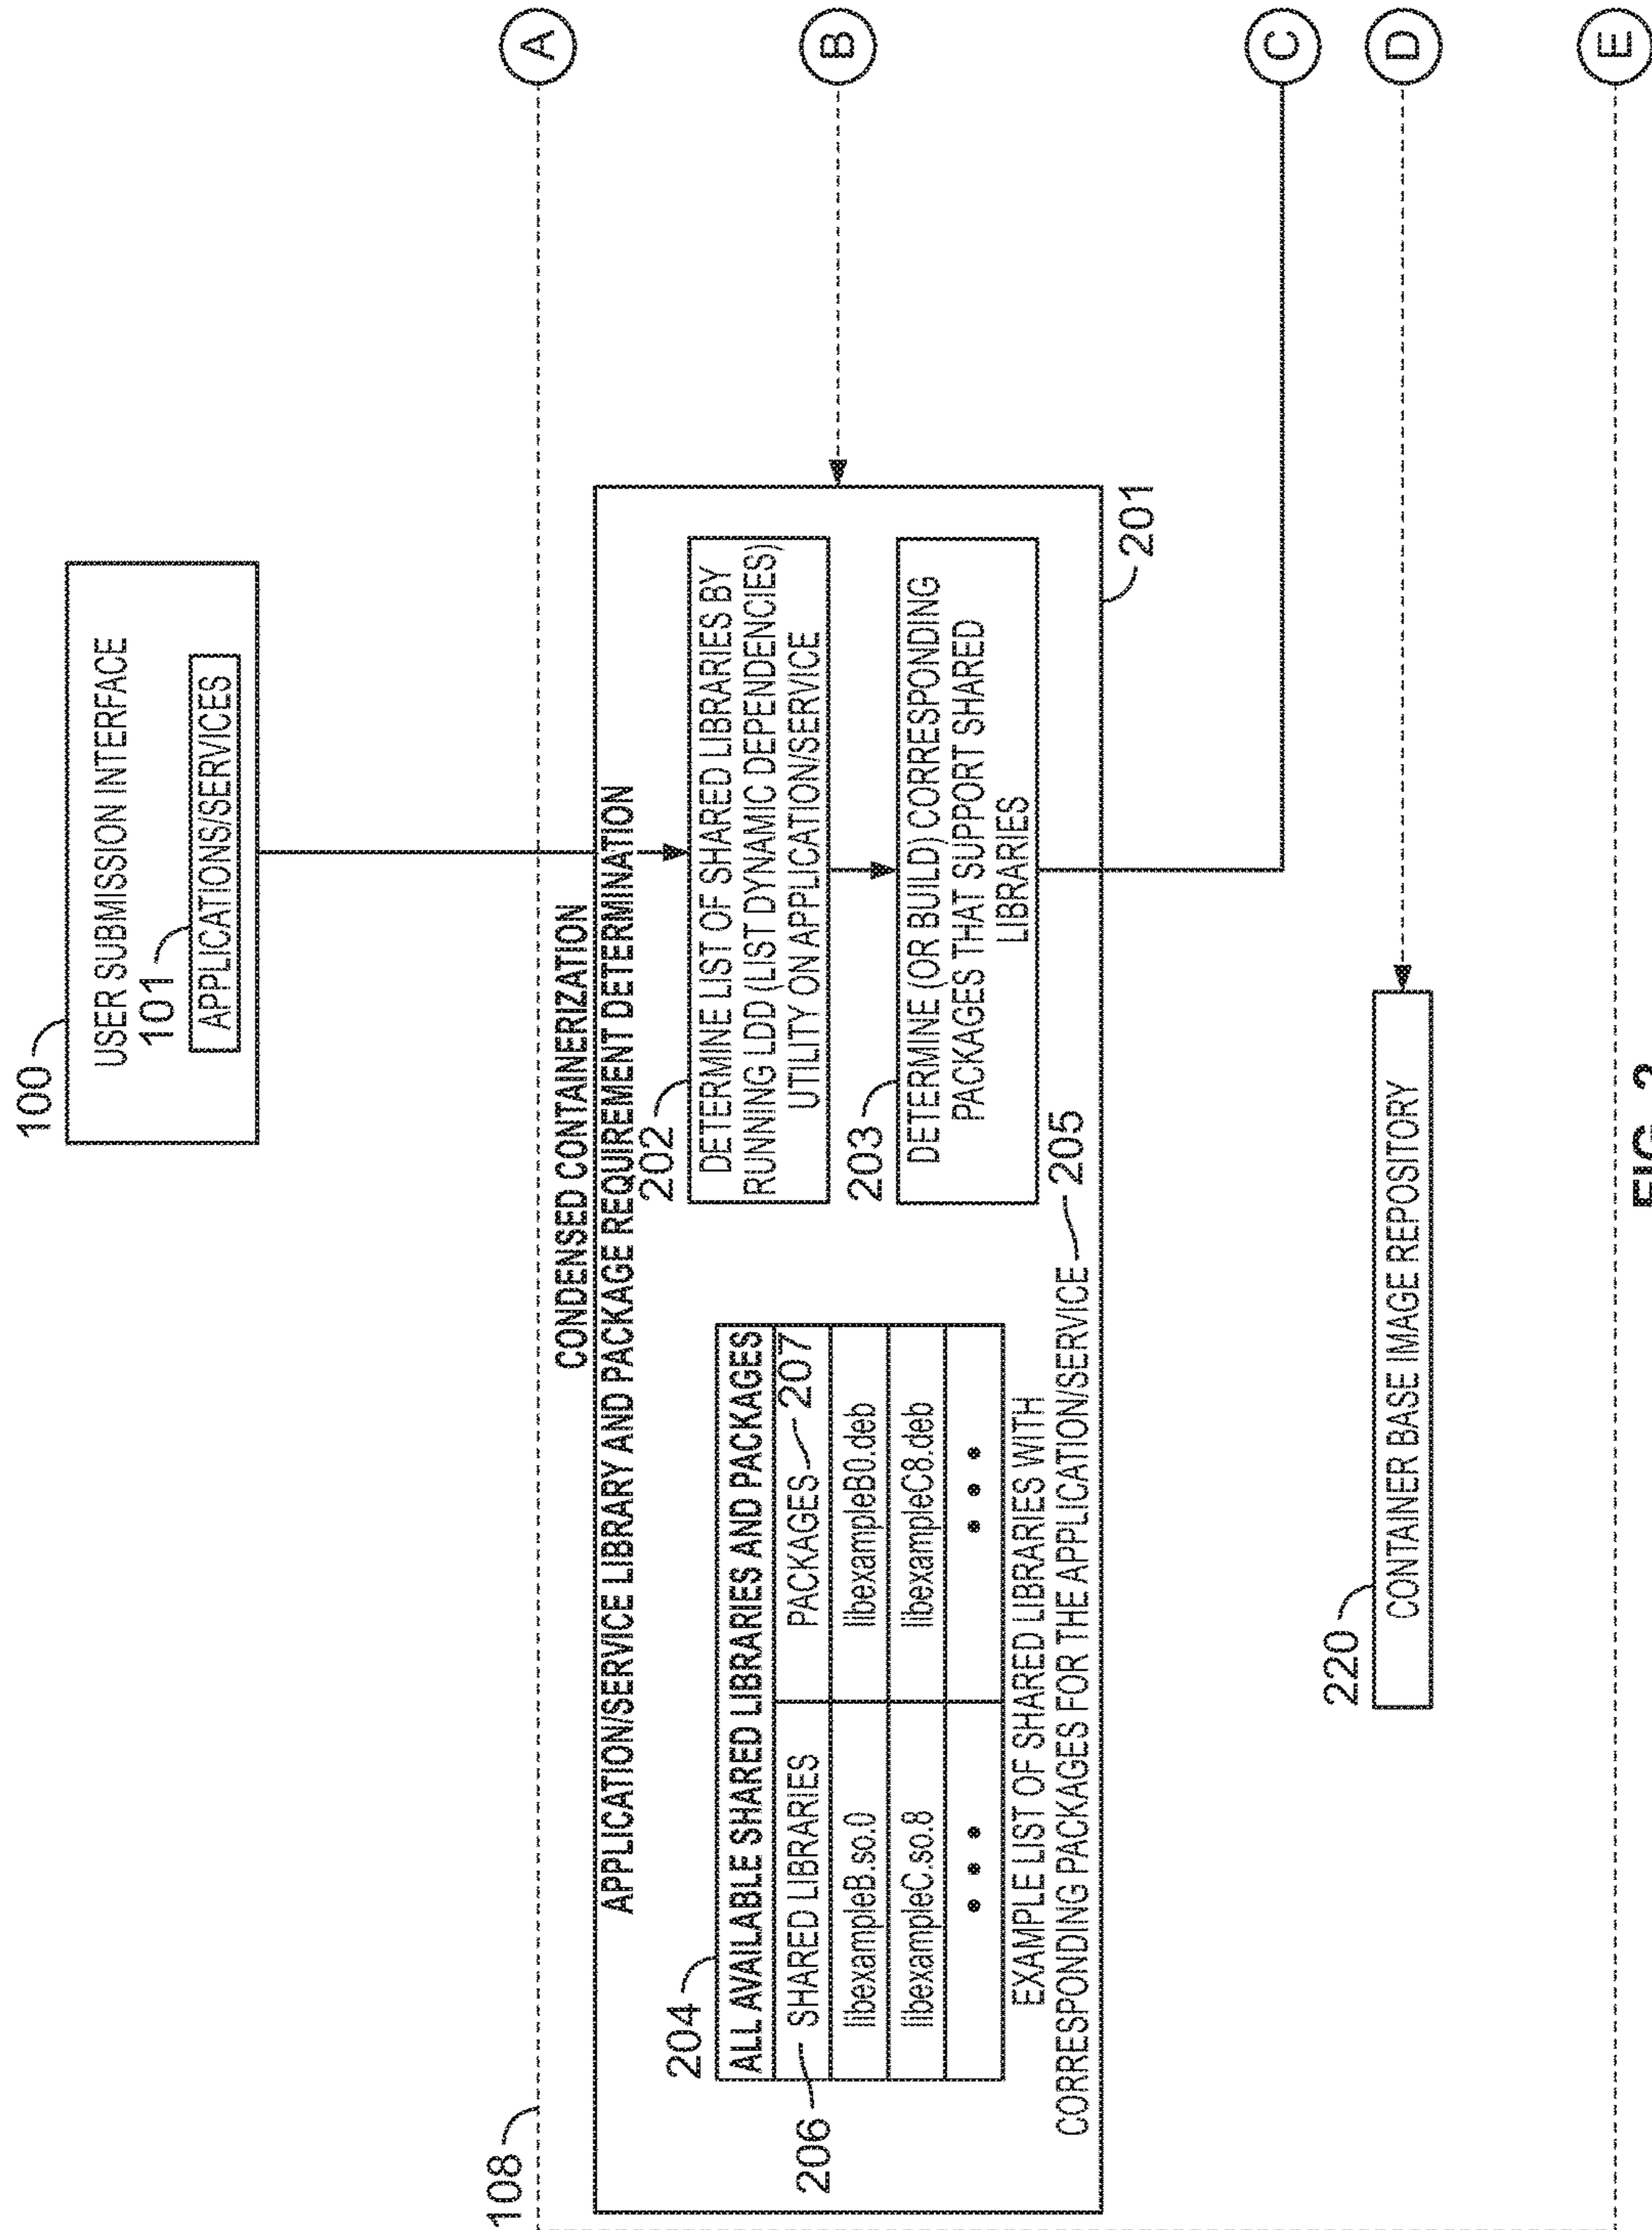 100
USER SUBMISSION INTERFACE
101
APPLICATIONS/SERVICES
108
A
CONDENSED CONTAINERIZATION
APPLICATION/SERVICE LIBRARY AND PACKAGE REQUIREMENT DETERMINATION
204
ALL AVAILABLE SHARED LIBRARIES AND PACKAGES
206
SHARED LIBRARIES
PACKAGES
207
libexampleB.so.0
libexampleB0.deb
libexampleC.so.8
libexampleC8.deb
• • •
• • •
EXAMPLE LIST OF SHARED LIBRARIES WITH
CORRESPONDING PACKAGES FOR THE APPLICATION/SERVICE
205
202
DETERMINE LIST OF SHARED LIBRARIES BY
RUNNING LDD (LIST DYNAMIC DEPENDENCIES)
UTILITY ON APPLICATION/SERVICE
203
DETERMINE (OR BUILD) CORRESPONDING
PACKAGES THAT SUPPORT SHARED
LIBRARIES
201
B
C
220
CONTAINER BASE IMAGE REPOSITORY
D
E